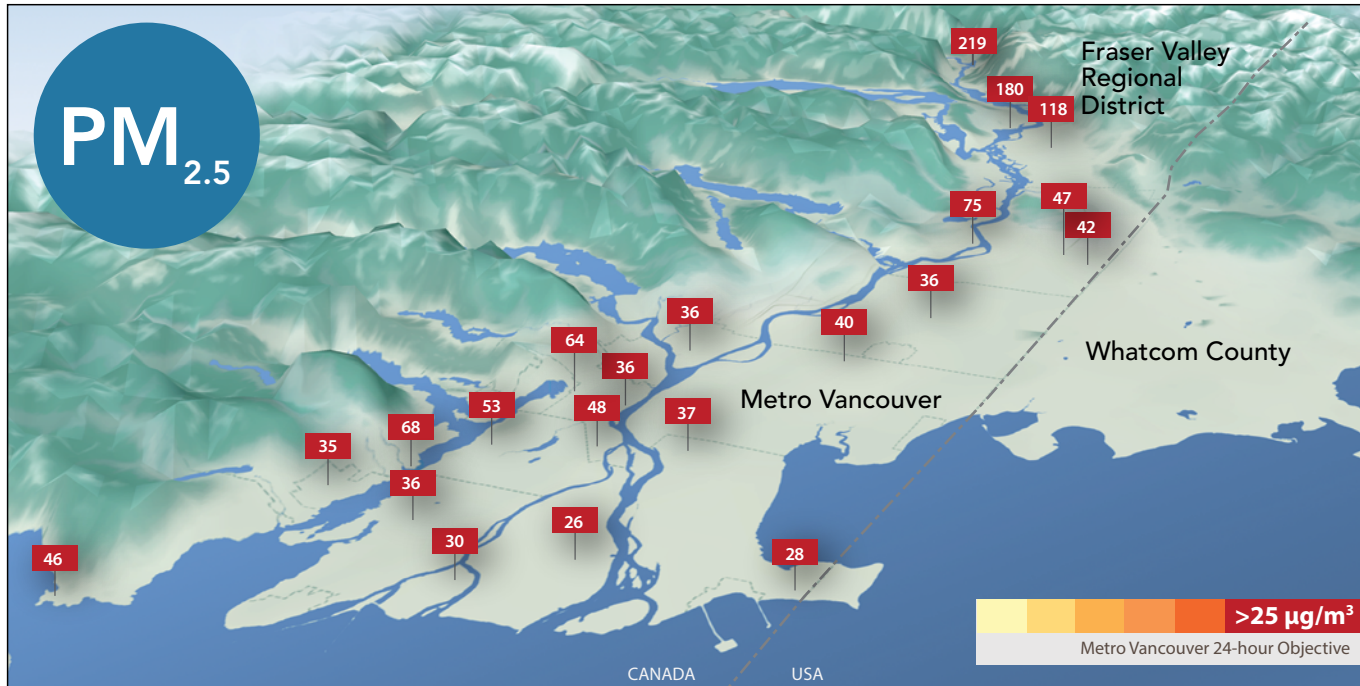 PM2.5
219
Fraser Valley
Regional
District
180
118
75
47
42
36
40
36
64
36
Whatcom County
Metro Vancouver
53
48
37
68
35
36
30
26
28
46
>25 µg/m³
Metro Vancouver 24-hour Objective
CANADA
USA